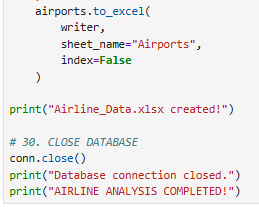 airports.to_excel(
writer,
sheet_name="Airports",
index=False
)
print("Airline_Data.xlsx created!")
# 30. CLOSE DATABASE
conn.close()
print("Database connection closed.")
print("AIRLINE ANALYSIS COMPLETED!")